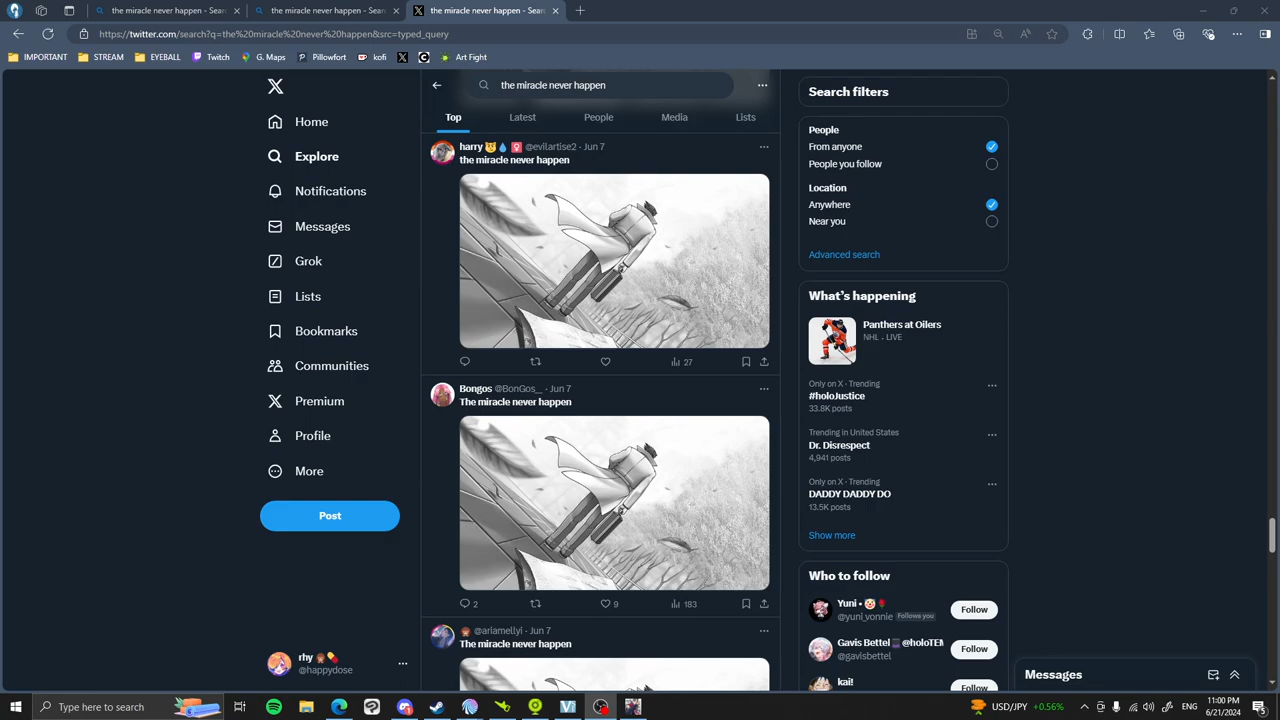 the miracle never happen - Sear
the miracle never happen - Sear
the miracle never happen - Sear
https://twitter.com/search?q=the%20miracle%20never%20happen&src=typed_query
IMPORTANT
STREAM
EYEBALL
Twitch
G. Maps
Pillowfort
kofi
Art Fight
Home
Explore
Notifications
Messages
Grok
Lists
Bookmarks
Communities
Premium
Profile
More
Post
rhy
@happydose
the miracle never happen
Top
Latest
People
Media
Lists
harry @evilartise2 · Jun 7
the miracle never happen
27
Bongos @BonGos__ · Jun 7
The miracle never happen
2
9
183
@ariamellyi · Jun 7
The miracle never happen
Search filters
People
From anyone
People you follow
Location
Anywhere
Near you
Advanced search
What's happening
Panthers at Oilers
NHL · LIVE
Only on X · Trending
#holoJustice
33.8K posts
Trending in United States
Dr. Disrespect
4,941 posts
Only on X · Trending
DADDY DADDY DO
13.5K posts
Show more
Who to follow
Yuni •
@yuni_vonnie Follows you
Follow
Gavis Bettel @holoTEM
@gavisbettel
Follow
kai!
Follow
Messages
Type here to search
USD/JPY +0.56%
11:00 PM
6/21/2024